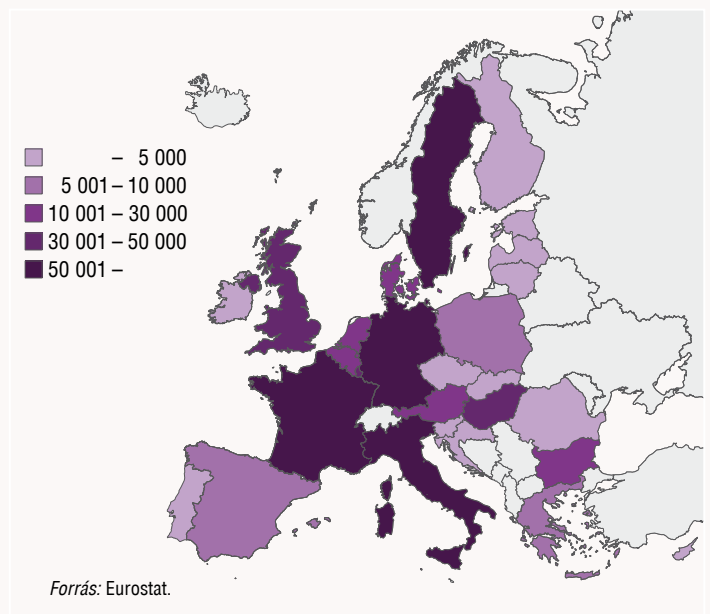 – 5 000
5 001 – 10 000
10 001 – 30 000
30 001 – 50 000
50 001 –
Forrás: Eurostat.